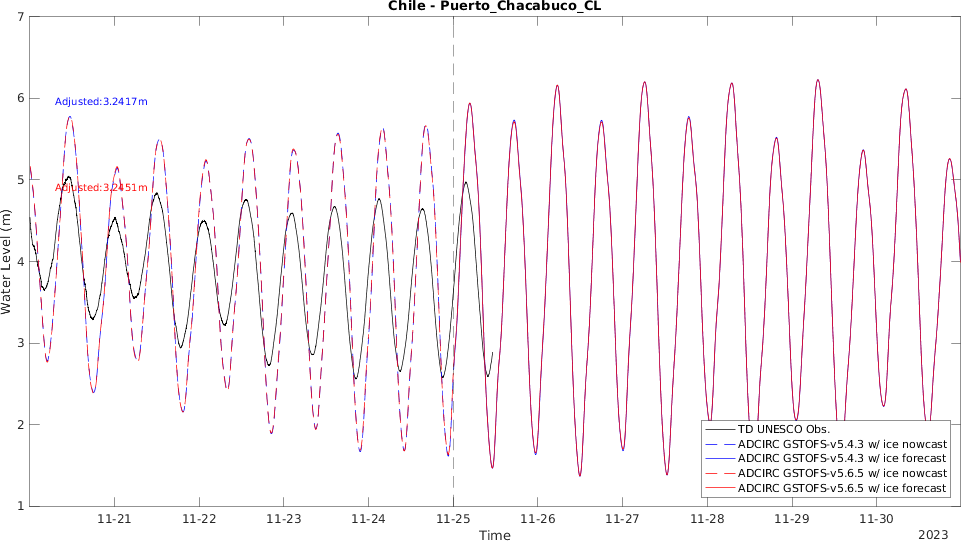 Chile - Puerto_Chacabuco_CL
7
6
5
4
3
2
1
Water Level (m)
Adjusted:3.2417m
Adjusted:3.2451m
TD UNESCO Obs.
ADCIRC GSTOFS-v5.4.3 w/ ice nowcast
ADCIRC GSTOFS-v5.4.3 w/ ice forecast
ADCIRC GSTOFS-v5.6.5 w/ ice nowcast
ADCIRC GSTOFS-v5.6.5 w/ ice forecast
11-21 11-22 11-23 11-24 11-25 11-26 11-27 11-28 11-29 11-30
Time
2023